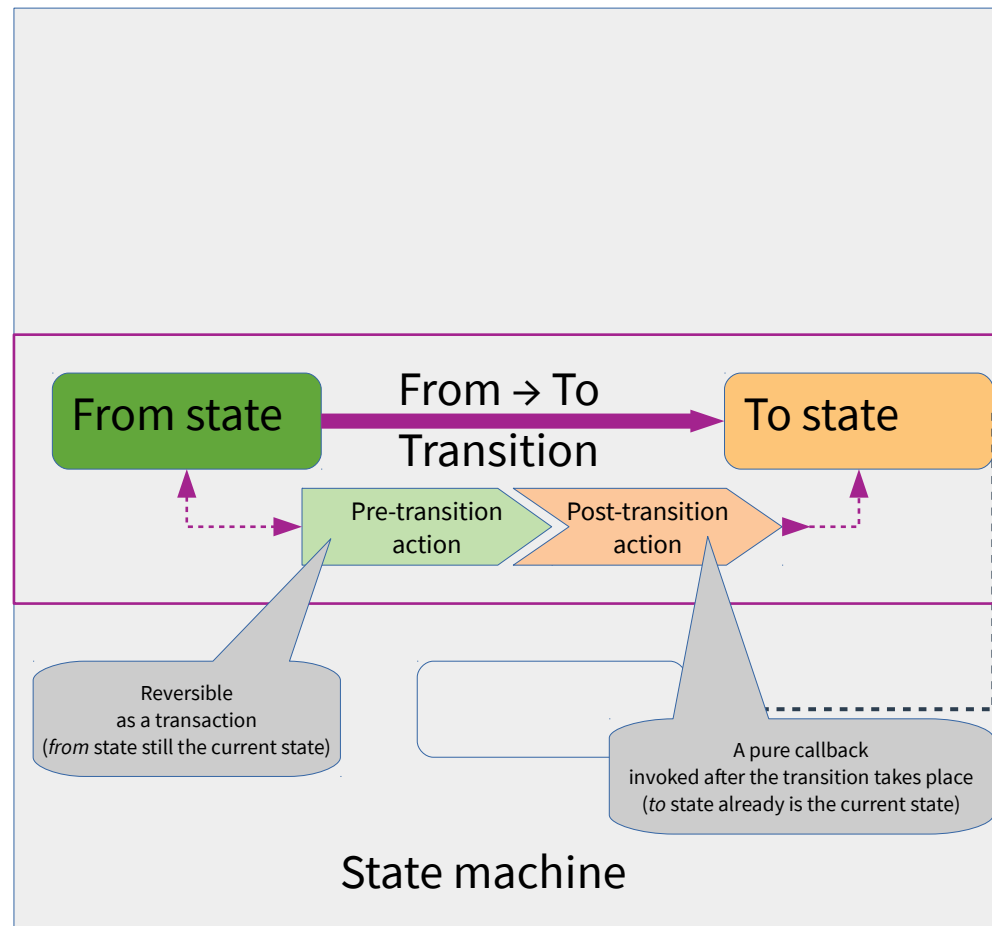 From state
From → To
Transition
To state
Pre-transition
action
Post-transition
action
Reversible
as a transaction
(from state still the current state)
A pure callback
invoked after the transition takes place
(to state already is the current state)
State machine